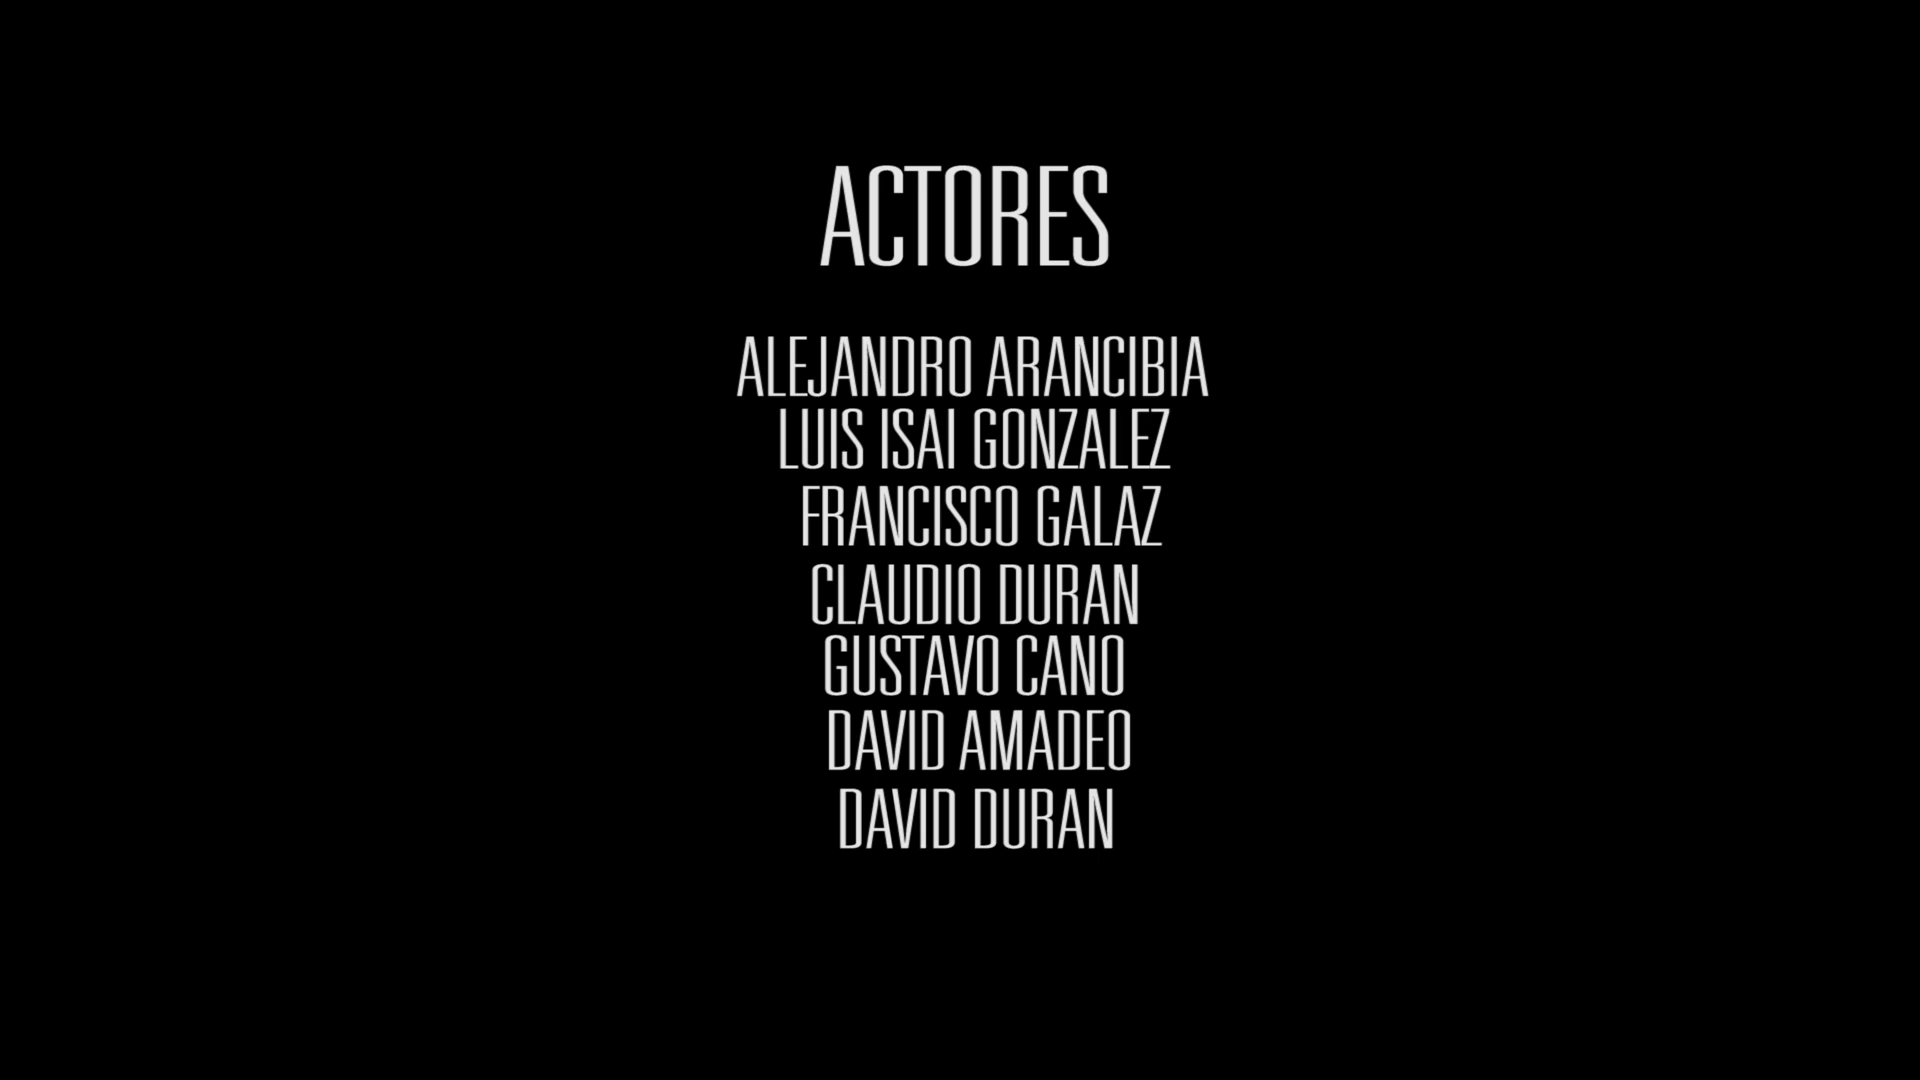 ACTORES
ALEJANDRO ARANCIBIA
LUIS ISAI GONZALEZ
FRANCISCO GALAZ
CLAUDIO DURAN
GUSTAVO CANO
DAVID AMADEO
DAVID DURAN